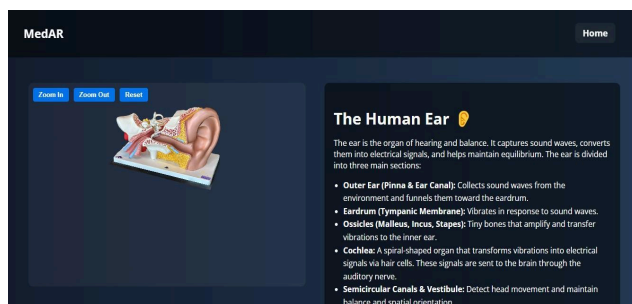 MedAR
Home
Zoom In Zoom Out Reset
The Human Ear 👂
The ear is the organ of hearing and balance. It captures sound waves, converts
them into electrical signals, and helps maintain equilibrium. The ear is divided
into three main sections:
• Outer Ear (Pinna & Ear Canal): Collects sound waves from the
environment and funnels them toward the eardrum.
• Eardrum (Tympanic Membrane): Vibrates in response to sound waves.
• Ossicles (Malleus, Incus, Stapes): Tiny bones that amplify and transfer
vibrations to the inner ear.
• Cochlea: A spiral-shaped organ that transforms vibrations into electrical
signals via hair cells. These signals are sent to the brain through the
auditory nerve.
• Semicircular Canals & Vestibule: Detect head movement and maintain
balance and spatial orientation.